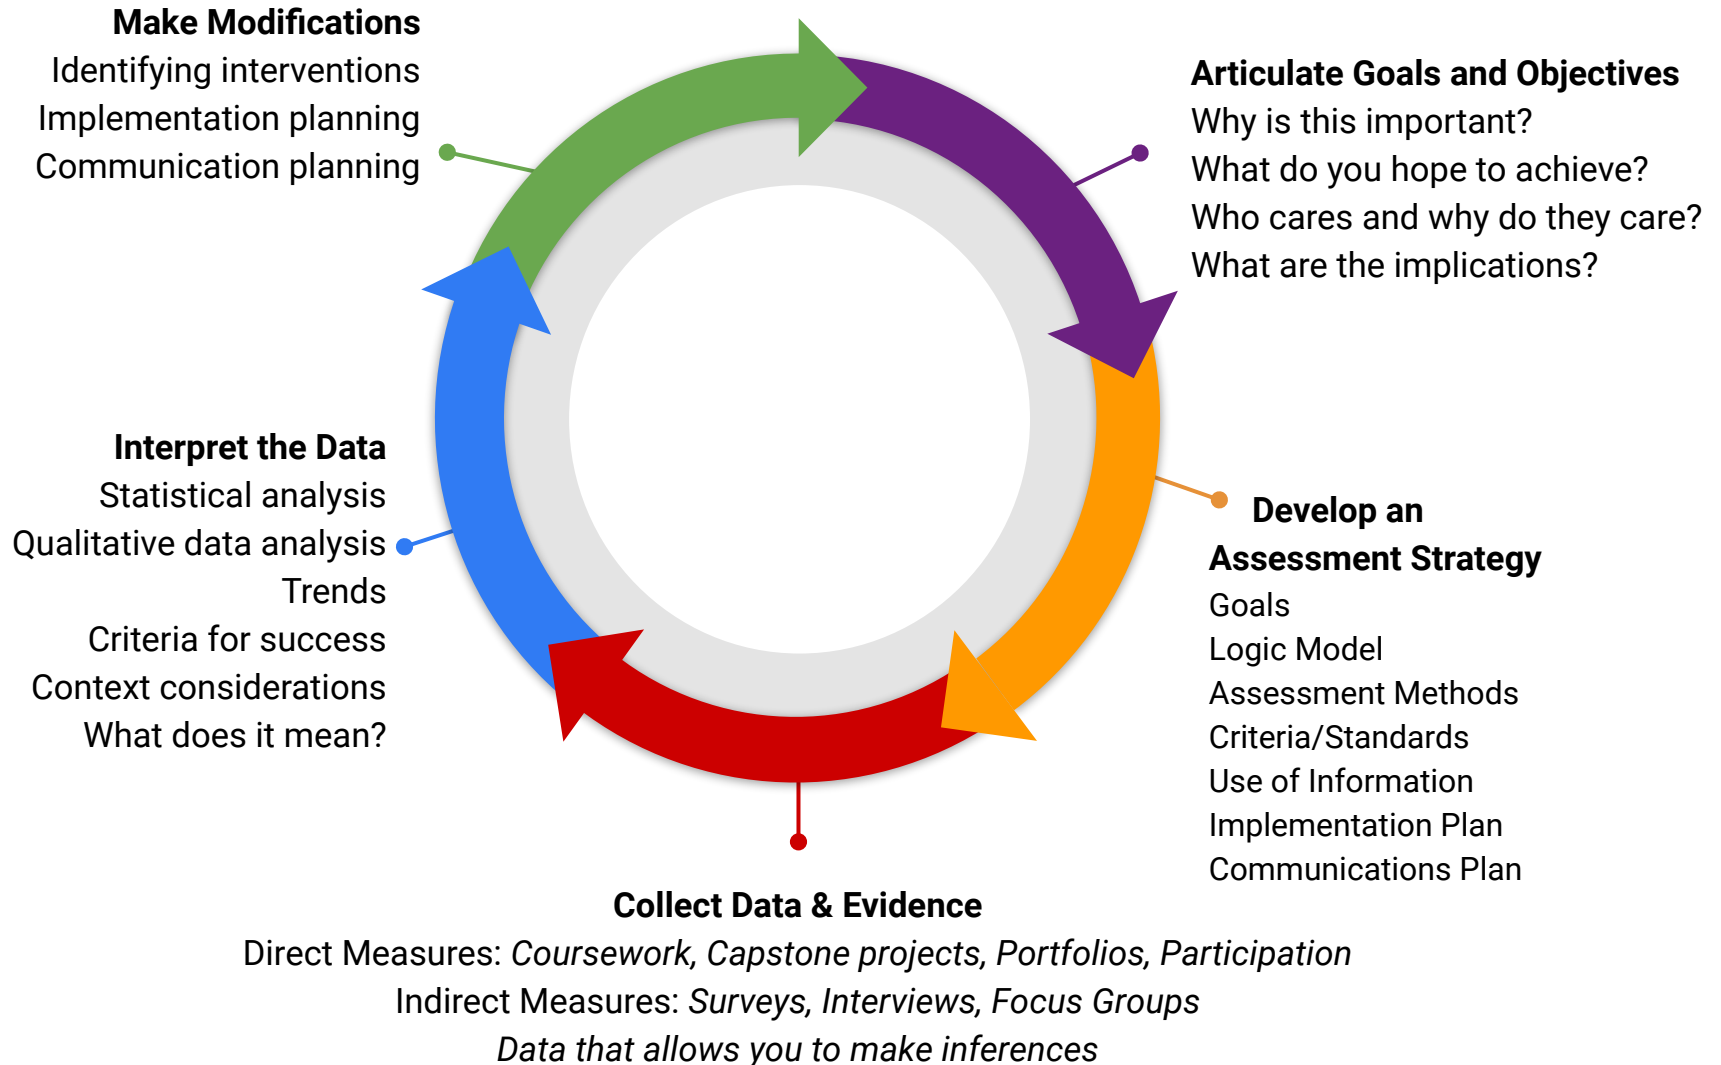 Make Modifications
Identifying interventions
Implementation planning
Communication planning
Articulate Goals and Objectives
Why is this important?
What do you hope to achieve?
Who cares and why do they care?
What are the implications?
Interpret the Data
Statistical analysis
Qualitative data analysis
Trends
Criteria for success
Context considerations
What does it mean?
Develop an
Assessment Strategy
Goals
Logic Model
Assessment Methods
Criteria/Standards
Use of Information
Implementation Plan
Communications Plan
Collect Data & Evidence
Direct Measures: Coursework, Capstone projects, Portfolios, Participation
Indirect Measures: Surveys, Interviews, Focus Groups
Data that allows you to make inferences